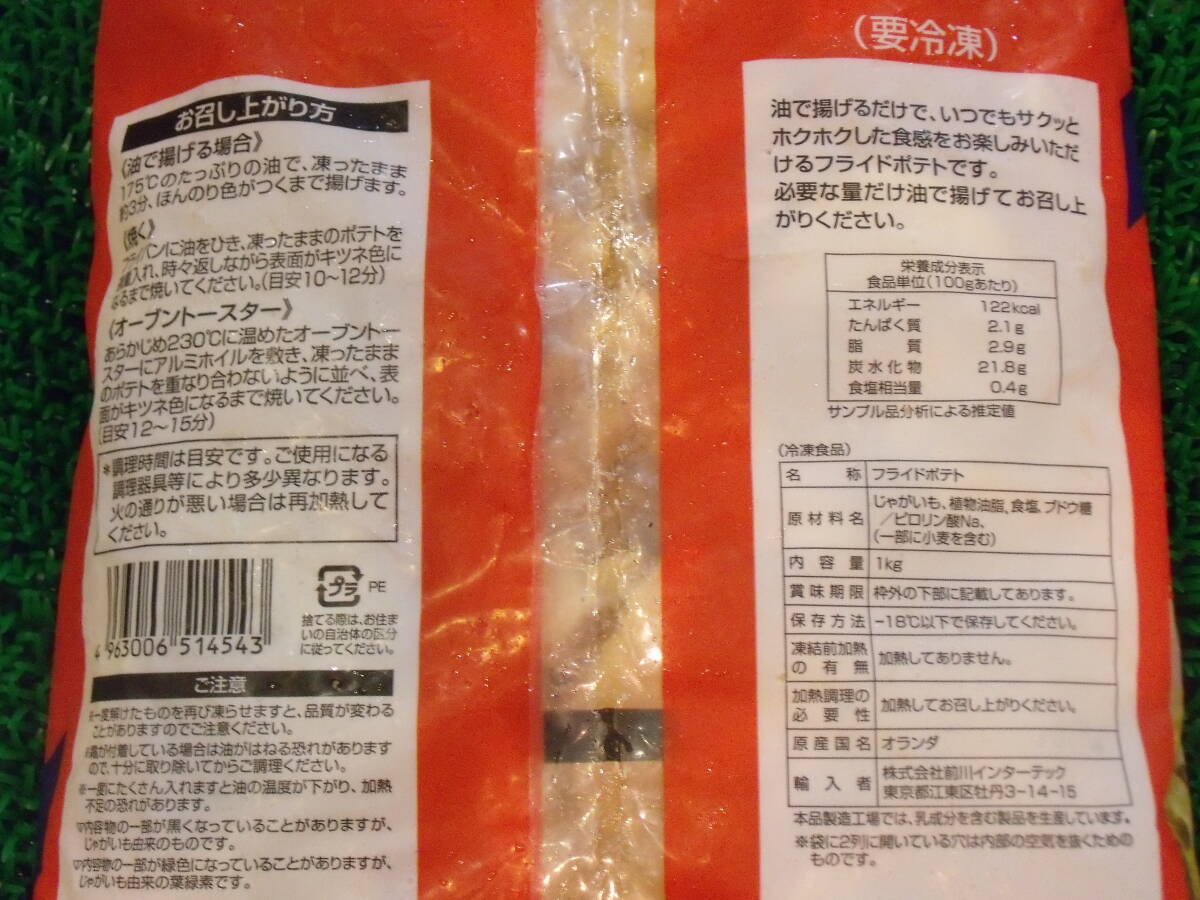 お召し上がり方
《油で揚げる場合》
175℃のたっぷりの油で、凍ったまま
約3分、ほんのり色がつくまで揚げます。
《焼く》
フライパンに油をひき、凍ったままのポテトを
入れ、時々返しながら表面がキツネ色に
なるまで焼いてください。(目安10～12分)
《オーブントースター》
あらかじめ230℃に温めたオーブントー
スターにアルミホイルを敷き、凍ったまま
のポテトを重なり合わないように並べ、表
面がキツネ色になるまで焼いてください。
(目安12～15分)
*調理時間は目安です。ご使用になる
調理器具等により多少異なります。
火の通りが悪い場合は再加熱して
ください。
4 963006 514543
プラ PE
捨てる際は、お住ま
いの自治体の区分
に従ってください。
ご注意
※一度解けたものを再び凍らせますと、品質が変わる
ことがありますのでご注意ください。
※霜が付着している場合は油がはねる恐れがあります
ので、十分に取り除いてからご調理ください。
※一度にたくさん入れますと油の温度が下がり、加熱
不足の恐れがあります。
♡内容物の一部が黒くなっていることがありますが、
じゃがいも由来のものです。
♡内容物の一部が緑色になっていることがありますが、
じゃがいも由来の葉緑素です。
(要冷凍)
油で揚げるだけで、いつでもサクッと
ホクホクした食感をお楽しみいただ
けるフライドポテトです。
必要な量だけ油で揚げてお召し上
がりください。
栄養成分表示
食品単位(100gあたり)
エネルギー 122kcal
たんぱく質 2.1g
脂質 2.9g
炭水化物 21.8g
食塩相当量 0.4g
サンプル品分析による推定値
(冷凍食品)
名称 フライドポテト
原材料名 じゃがいも、植物油脂、食塩、ブドウ糖
／ピロリン酸Na、
(一部に小麦を含む)
内容量 1kg
賞味期限 枠外の下部に記載してあります。
保存方法 -18℃以下で保存してください。
凍結前加熱
の有無 加熱してありません。
加熱調理の
必要性 加熱してお召し上がりください。
原産国名 オランダ
輸入者 株式会社前川インターテック
東京都江東区牡丹3-14-15
本品製造工場では、乳成分を含む製品を生産しています。
※袋に2列に開いている穴は内部の空気を抜くための
ものです。